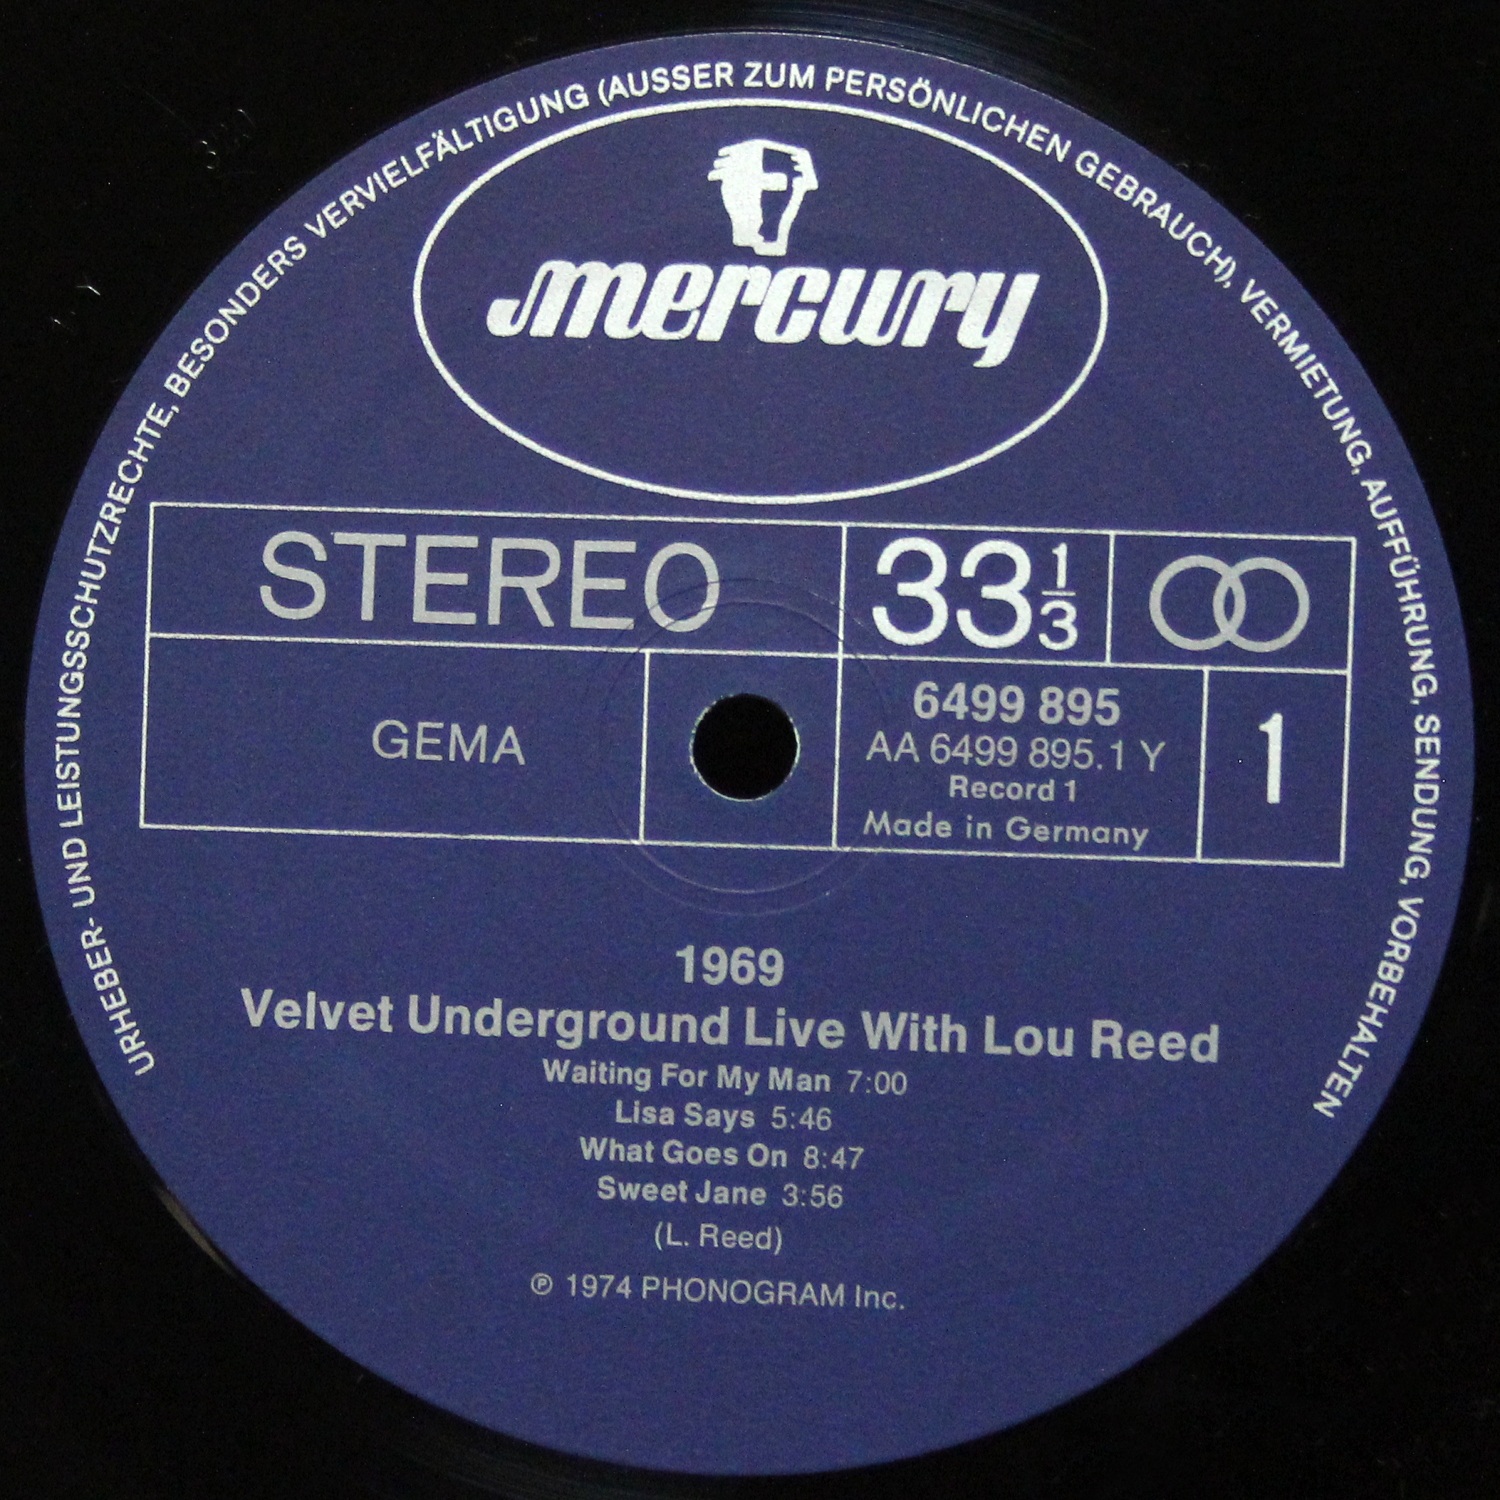 URHEBER- UND LEISTUNGSSCHUTZRECHTE, BESONDERS VERVIELFÄLTIGUNG (AUSSER ZUM PERSÖNLICHEN GEBRAUCH), VERMIETUNG, AUFFÜHRUNG, SENDUNG, VORBEHALTEN
mercury
STEREO 33 1/3
GEMA
6499 895
AA 6499 895.1 Y
Record 1
Made in Germany
1
1969
Velvet Underground Live With Lou Reed
Waiting For My Man 7:00
Lisa Says 5:46
What Goes On 8:47
Sweet Jane 3:56
(L. Reed)
℗ 1974 PHONOGRAM Inc.